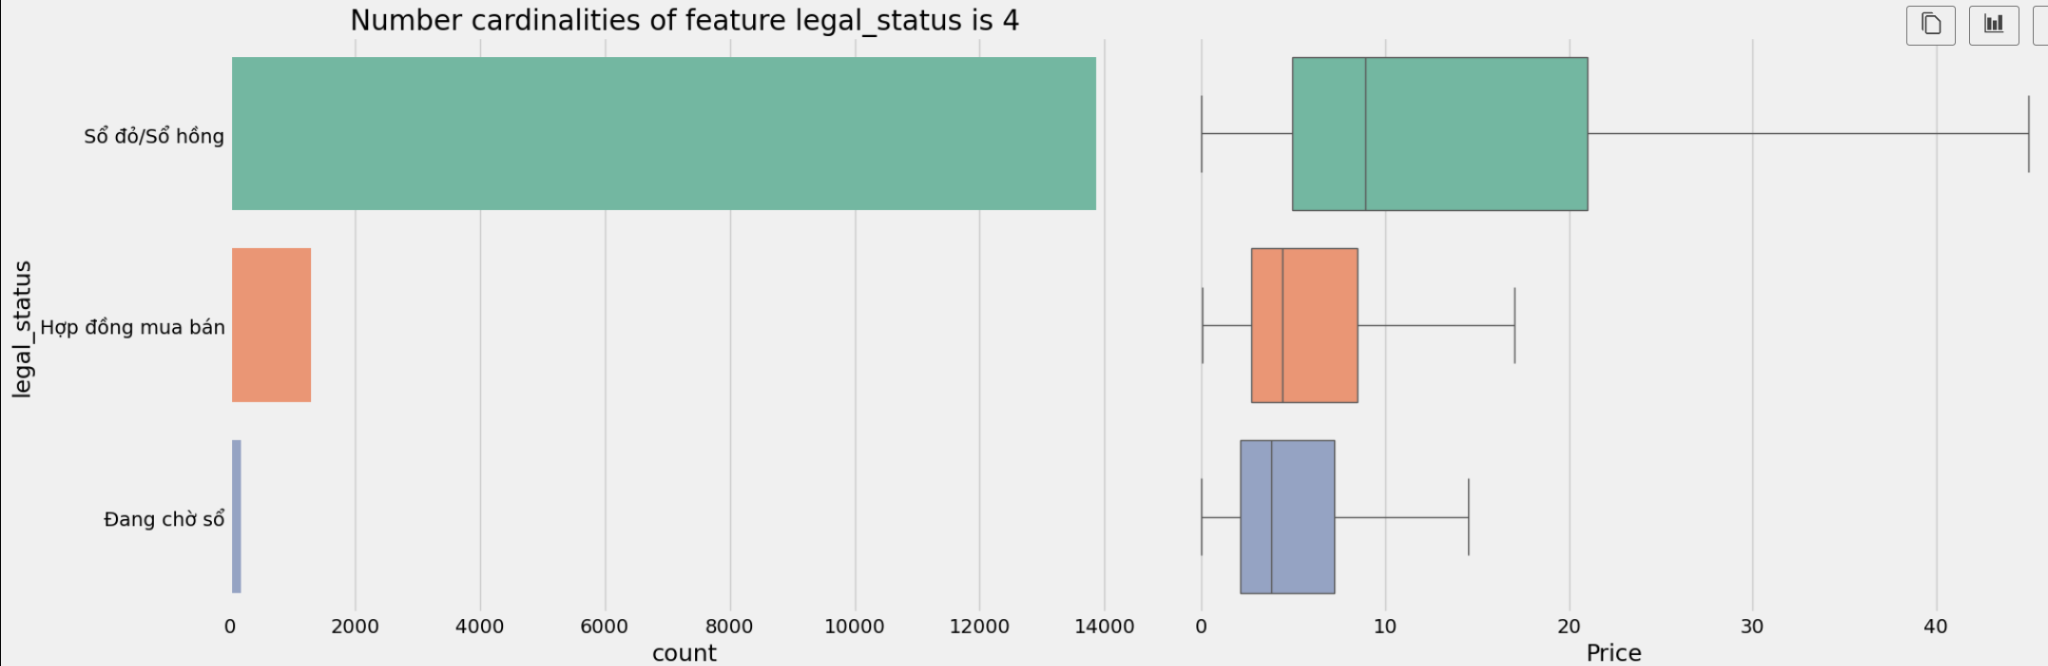 Number cardinalities of feature legal_status is 4
legal_status
Sổ đỏ/Sổ hồng
Hợp đồng mua bán
Đang chờ sổ
0 2000 4000 6000 8000 10000 12000 14000
count
0 10 20 30 40
Price